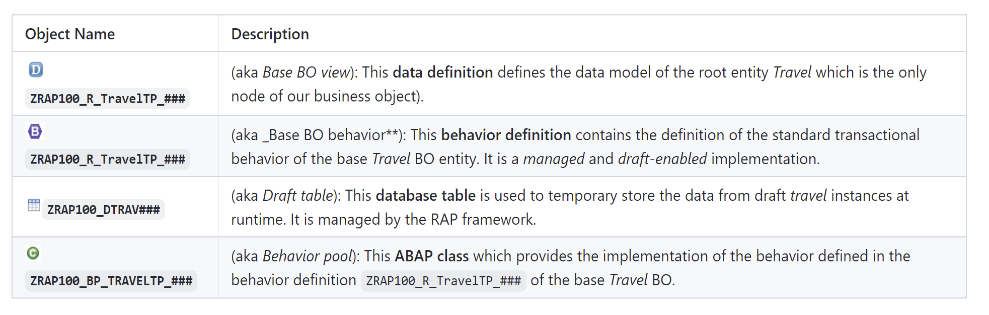 Object Name Description
D
(aka Base BO view): This data definition defines the data model of the root entity Travel which is the only
ZRAP100_R_TravelTP_###
node of our business object).
B
(aka _Base BO behavior**): This behavior definition contains the definition of the standard transactional
ZRAP100_R_TravelTP_###
behavior of the base Travel BO entity. It is a managed and draft-enabled implementation.
(aka Draft table): This database table is used to temporary store the data from draft travel instances at
ZRAP100_DTRAV###
runtime. It is managed by the RAP framework.
C
(aka Behavior pool): This ABAP class which provides the implementation of the behavior defined in the
ZRAP100_BP_TRAVELTP_###
behavior definition ZRAP100_R_TravelTP_### of the base Travel BO.